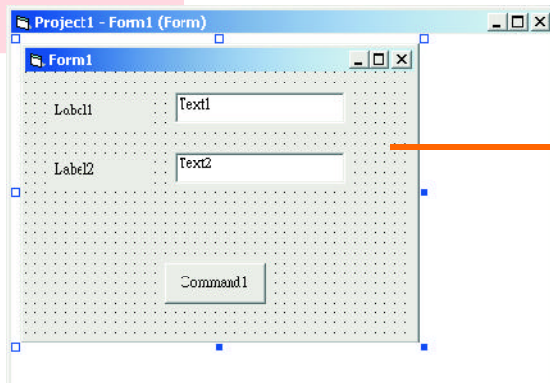 Project1 - Form1 (Form)
Form1
Label1
Text1
Label2
Text2
Command1